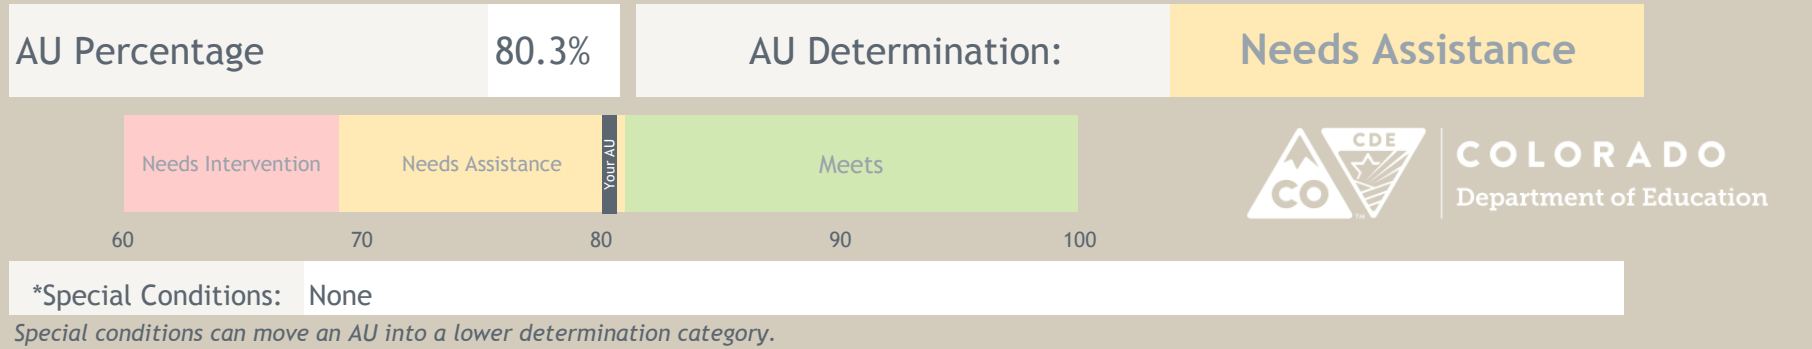 AU Percentage 80.3% AU Determination: Needs Assistance
Needs Intervention Needs Assistance Your AU Meets
60 70 80 90 100
CDE
CO
TM
COLORADO
Department of Education
*Special Conditions: None
Special conditions can move an AU into a lower determination category.